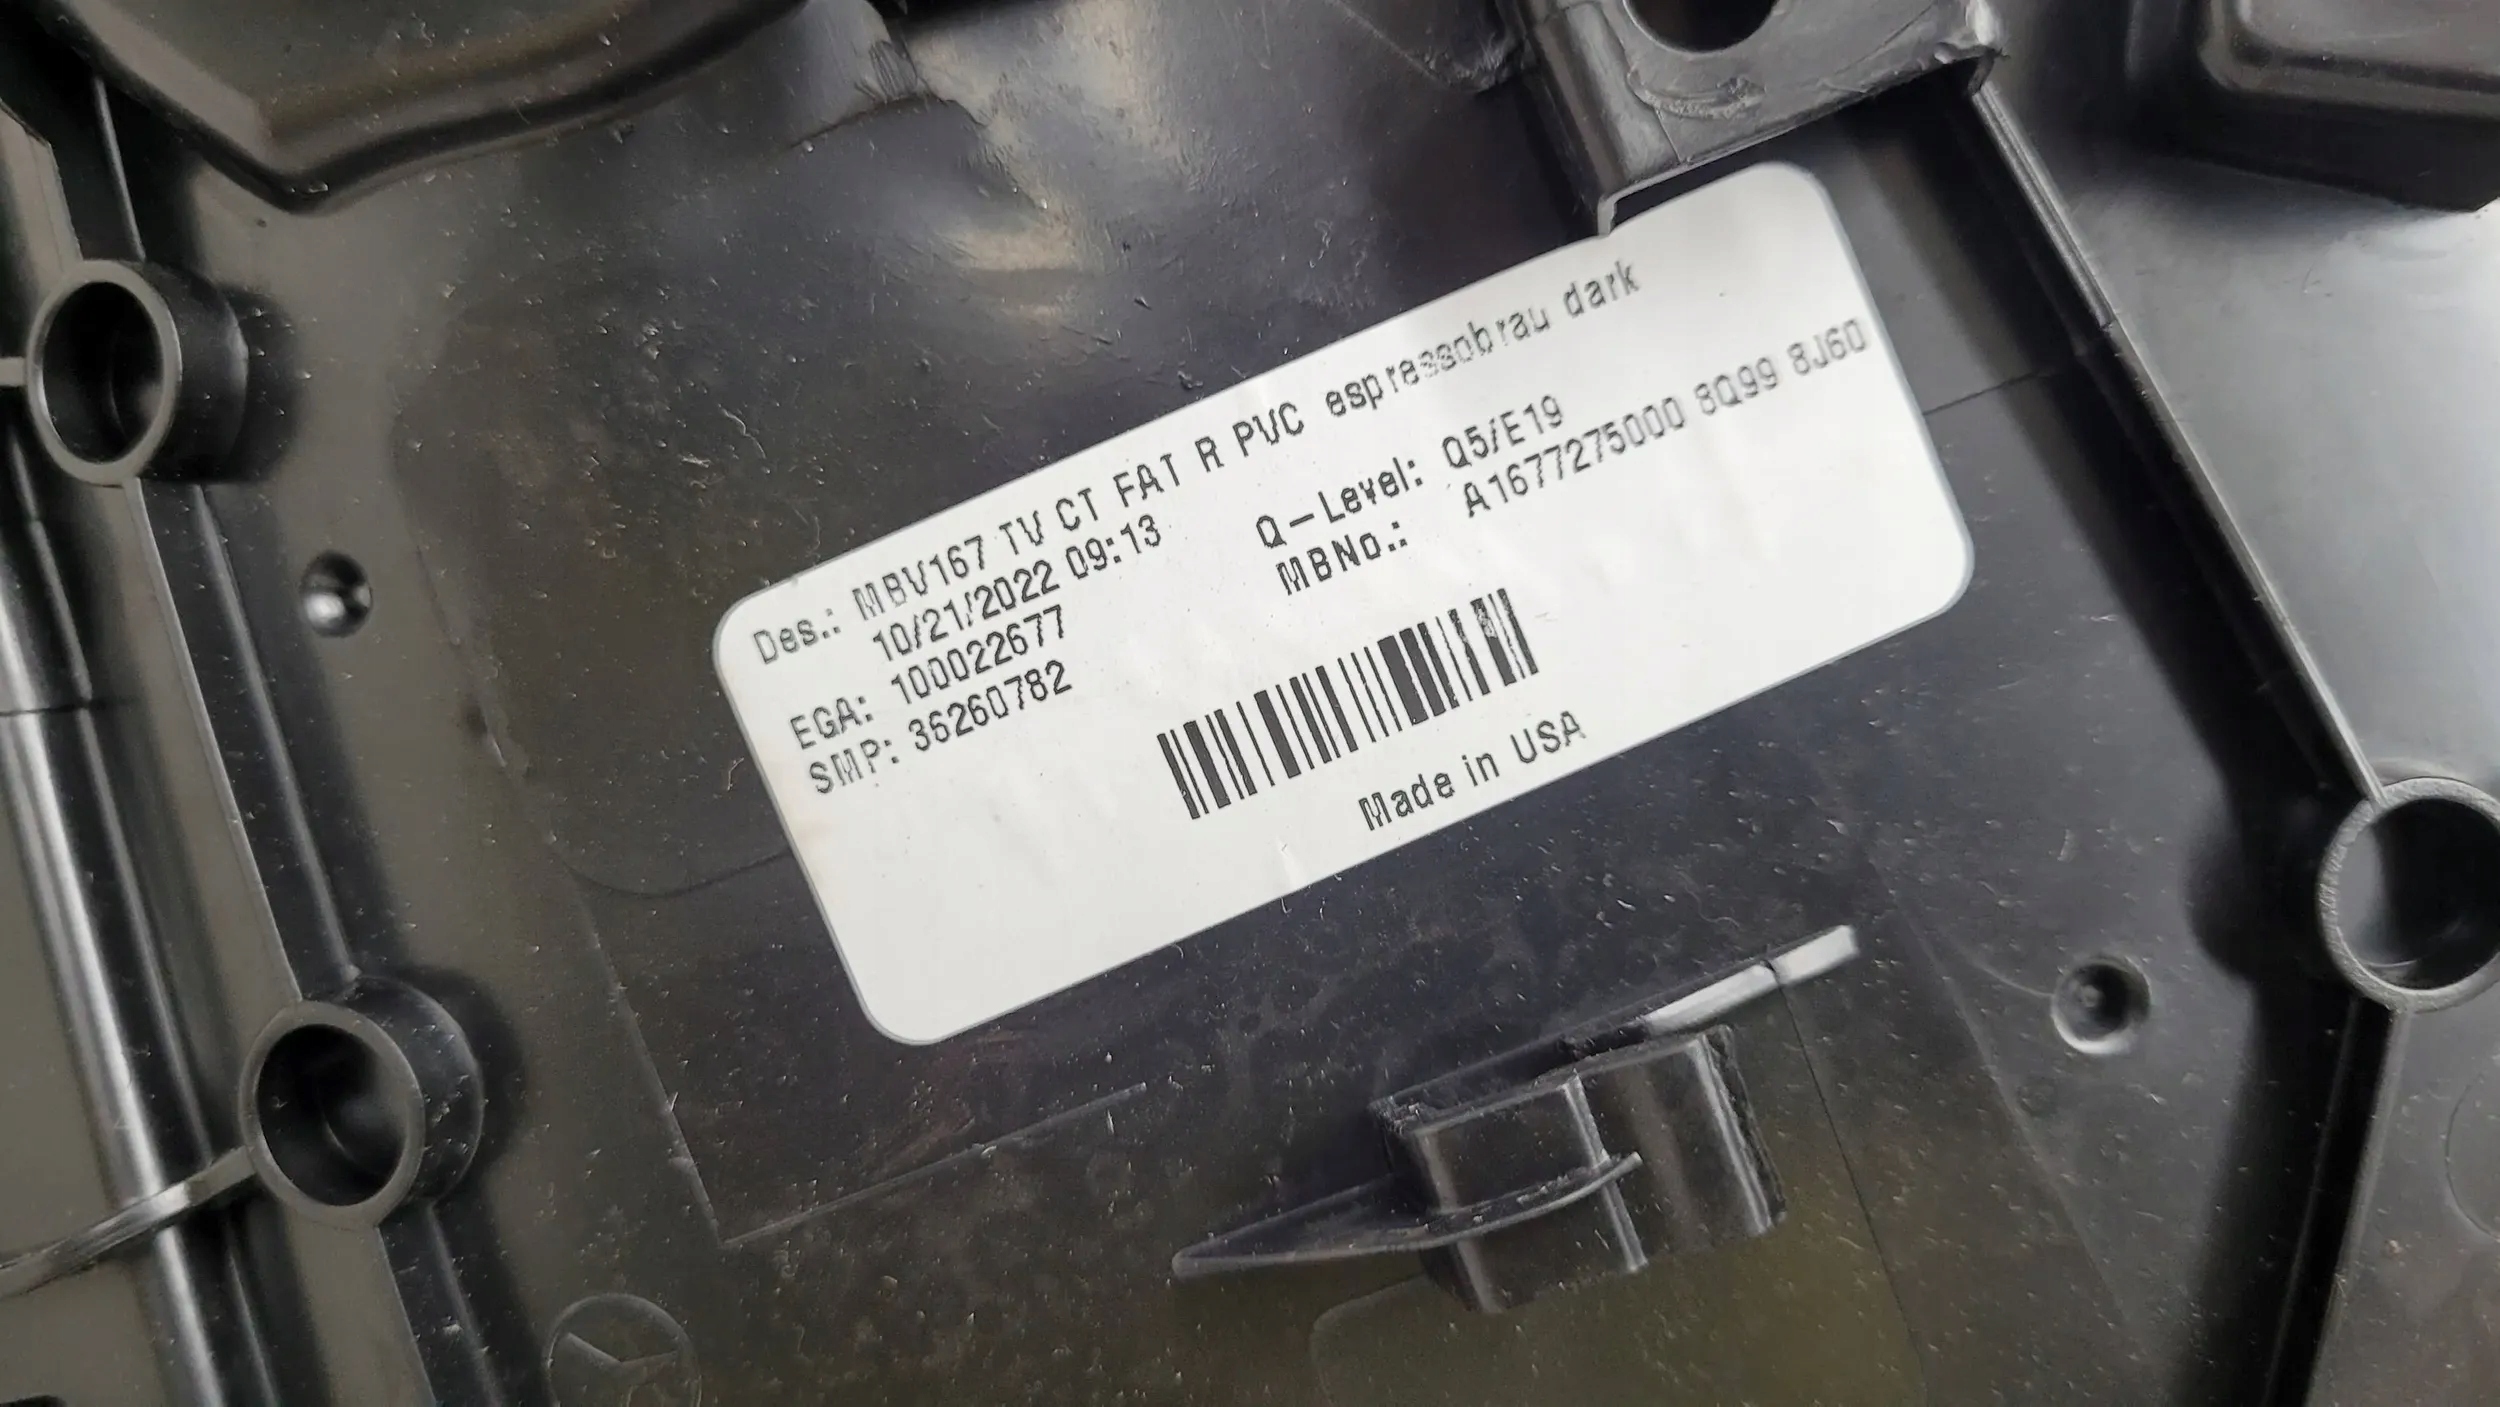 Des.: MBV167 TV CT FAT R PVC espressobrau dark
10/21/2022 09:13
Q-Level: Q5/E19
EGA: 100022677
MBNo.: A1677275000 8Q99 8J60
SMP: 36260782
Made in USA